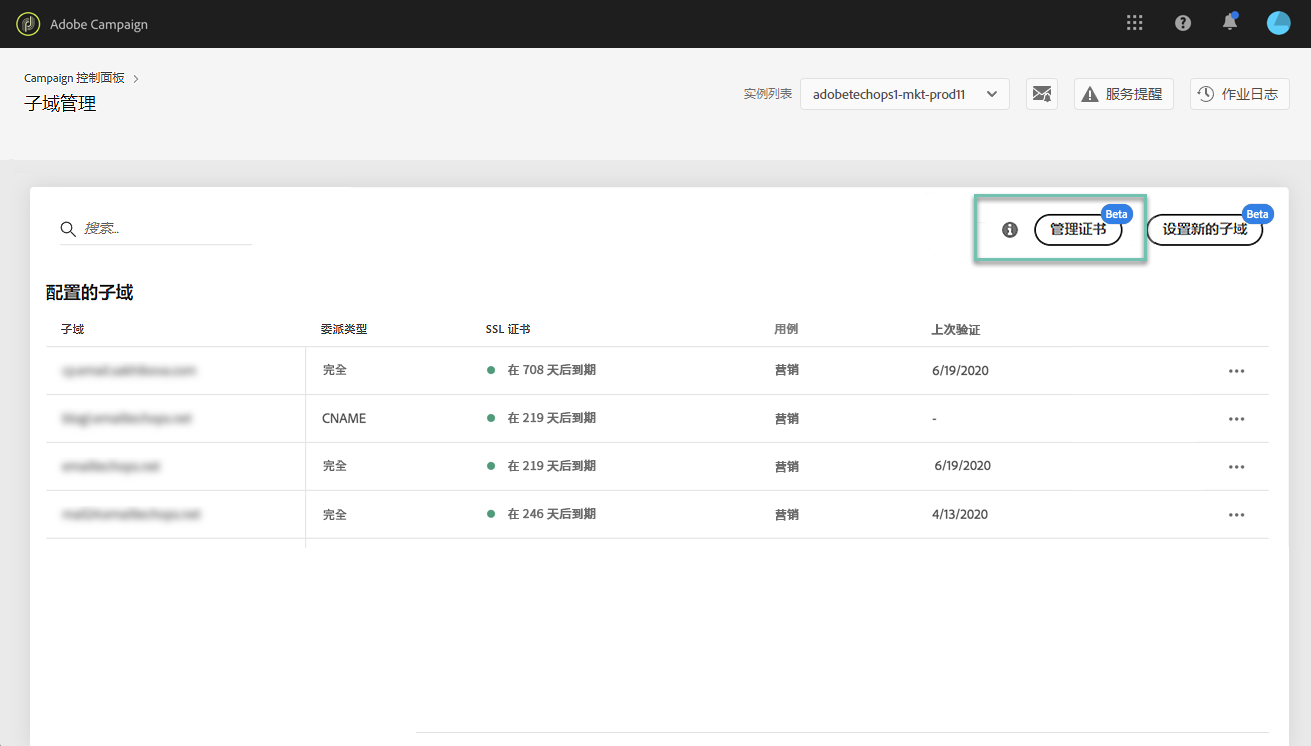 Adobe Campaign
Campaign 控制面板
子域管理
实例列表 adobetechops1-mkt-prod11 服务提醒 作业日志
搜索...
管理证书 Beta
设置新的子域 Beta
配置的子域
子域 委派类型 SSL 证书 用例 上次验证
完全 在 708 天后到期 营销 6/19/2020
CNAME 在 219 天后到期 营销 -
完全 在 219 天后到期 营销 6/19/2020
完全 在 246 天后到期 营销 4/13/2020